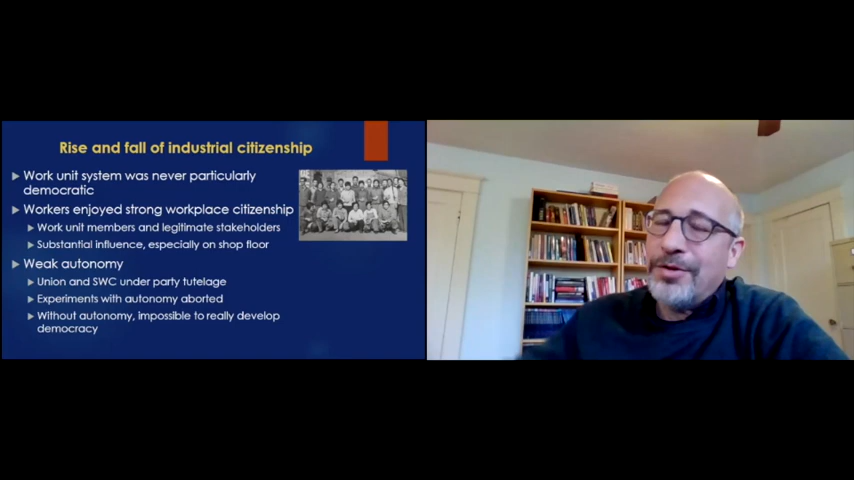 Rise and fall of industrial citizenship
Work unit system was never particularly
democratic
Workers enjoyed strong workplace citizenship
Work unit members and legitimate stakeholders
Substantial influence, especially on shop floor
Weak autonomy
Union and SWC under party tutelage
Experiments with autonomy aborted
Without autonomy, impossible to really develop
democracy